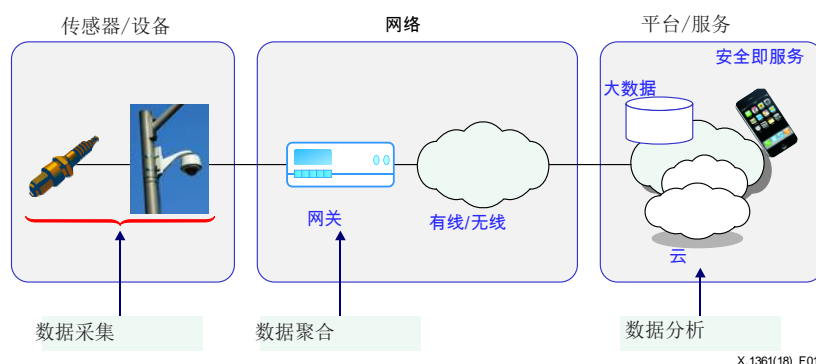 传感器/设备
网络
平台/服务
安全即服务
大数据
网关
有线/无线
云
数据采集
数据聚合
数据分析
X.1361(18)_F01